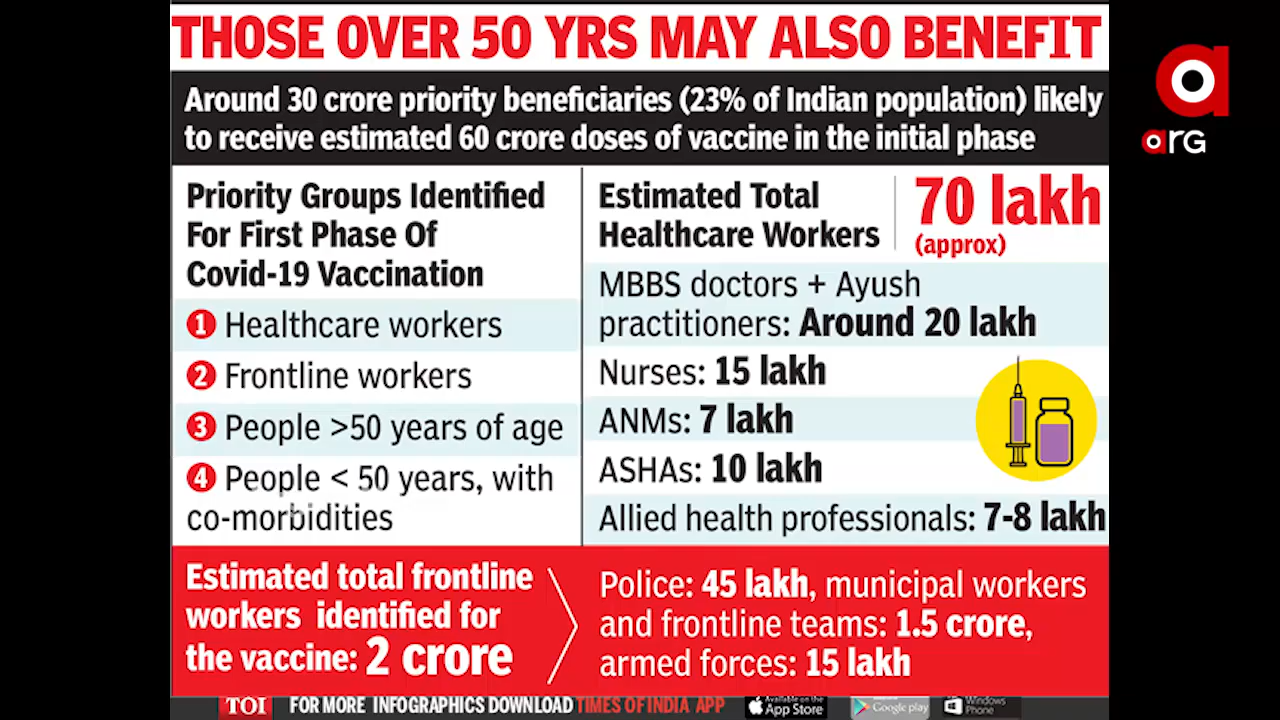 THOSE OVER 50 YRS MAY ALSO BENEFIT
Around 30 crore priority beneficiaries (23% of Indian population) likely
to receive estimated 60 crore doses of vaccine in the initial phase
Priority Groups Identified
For First Phase Of
Covid-19 Vaccination
1 Healthcare workers
2 Frontline workers
3 People >50 years of age
4 People < 50 years, with
co-morbidities
Estimated Total
Healthcare Workers
70 lakh
(approx)
MBBS doctors + Ayush
practitioners: Around 20 lakh
Nurses: 15 lakh
ANMs: 7 lakh
ASHAs: 10 lakh
Allied health professionals: 7-8 lakh
Estimated total frontline
workers identified for
the vaccine: 2 crore
Police: 45 lakh, municipal workers
and frontline teams: 1.5 crore,
armed forces: 15 lakh
TOI FOR MORE INFOGRAPHICS DOWNLOAD TIMES OF INDIA APP
Available on the
App Store
Google play
Windows
Phone
a
arG